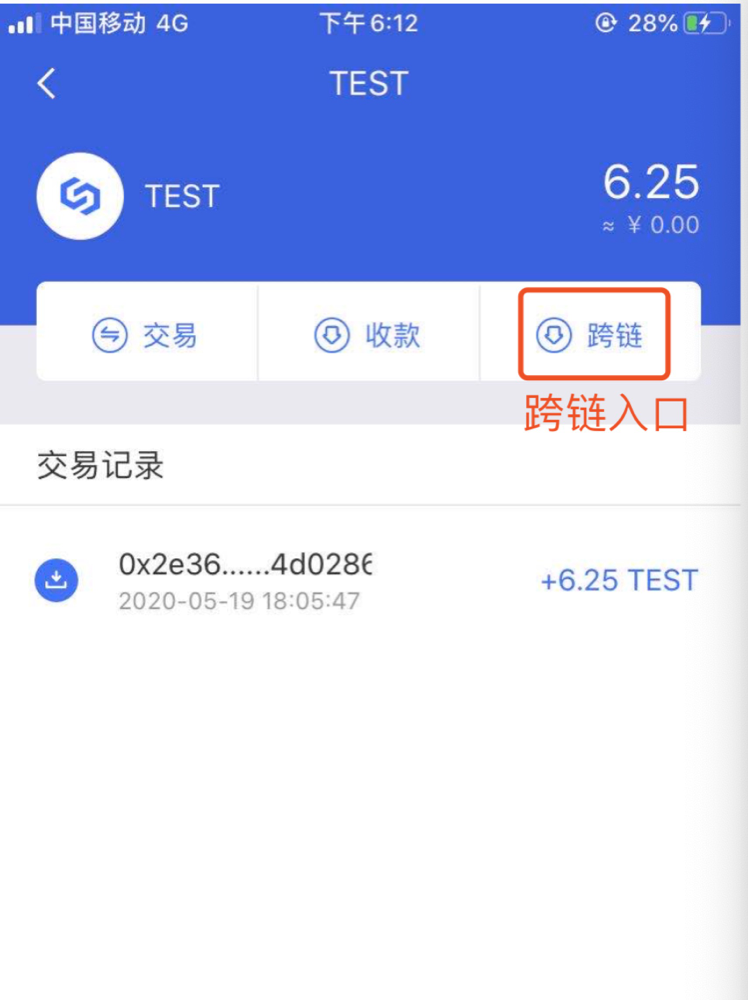 中国移动 4G 下午6:12 28%
TEST
TEST 6.25
≈ ¥ 0.00
交易 收款 跨链
跨链入口
交易记录
0x2e36......4d0286 +6.25 TEST
2020-05-19 18:05:47